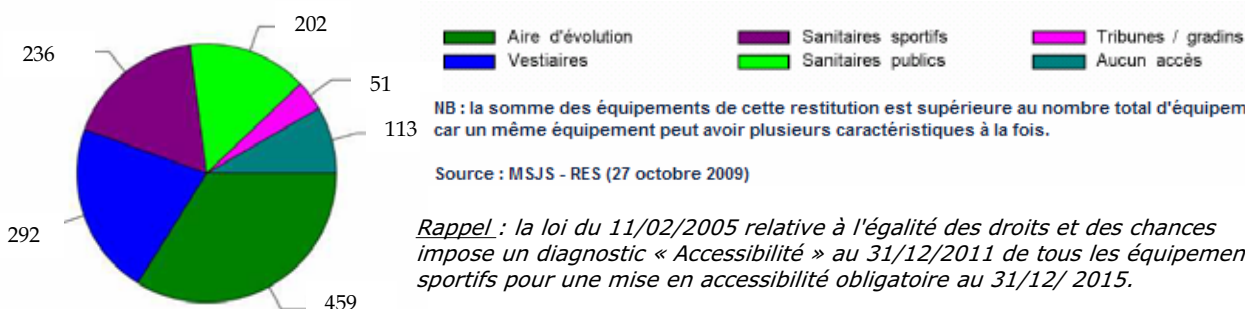 202
236
51
113
292
459
Aire d'évolution Sanitaires sportifs Tribunes / gradins
Vestiaires Sanitaires publics Aucun accès
NB : la somme des équipements de cette restitution est supérieure au nombre total d'équipem
car un même équipement peut avoir plusieurs caractéristiques à la fois.
Source : MSJS - RES (27 octobre 2009)
Rappel : la loi du 11/02/2005 relative à l'égalité des droits et des chances
impose un diagnostic « Accessibilité » au 31/12/2011 de tous les équipemen
sportifs pour une mise en accessibilité obligatoire au 31/12/ 2015.